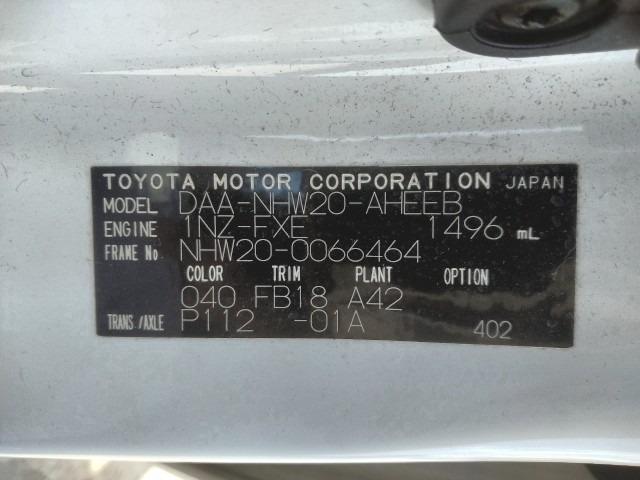 TOYOTA MOTOR CORPORATION JAPAN
MODEL DAA-NHW20-AHEEB
ENGINE 1NZ-FXE 1496 mL
FRAME No NHW20-0066464
COLOR TRIM PLANT OPTION
040 FB18 A42
TRANS./AXLE P112 -01A 402